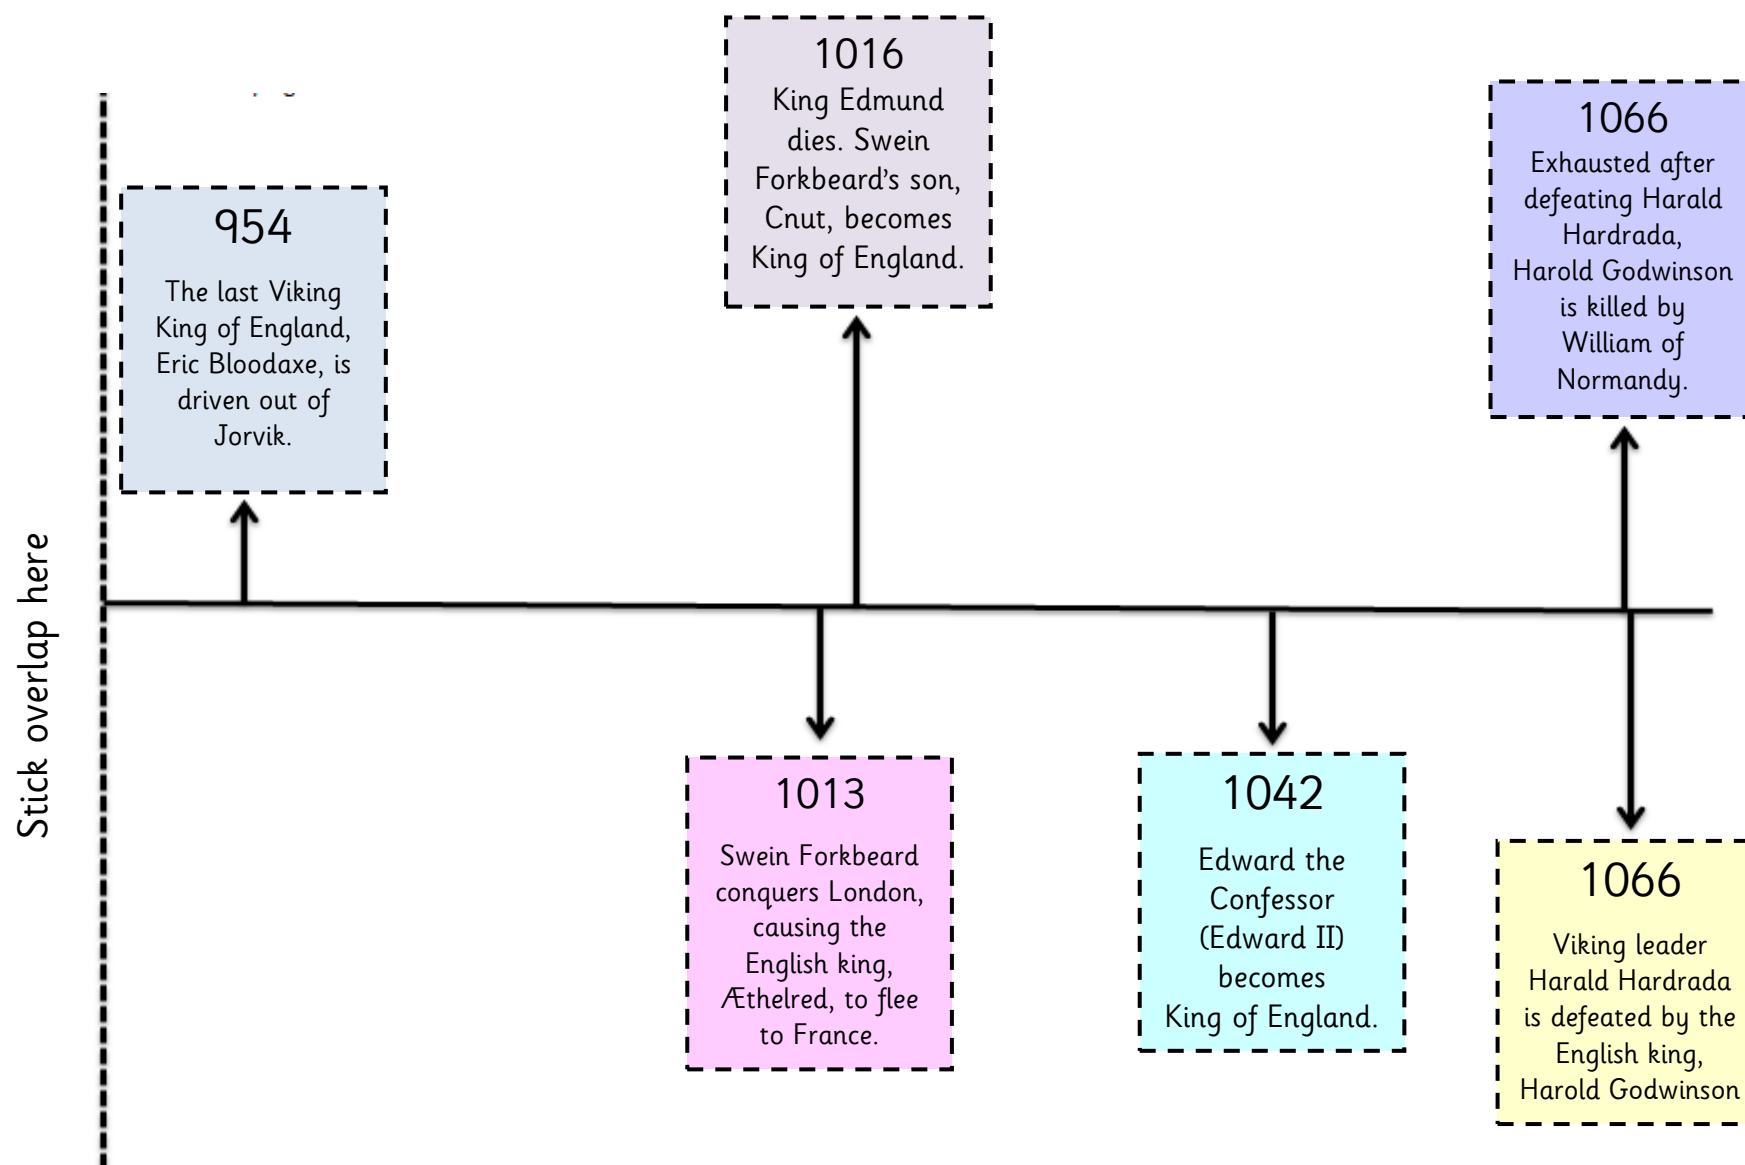 Stick overlap here
954
The last Viking
King of England,
Eric Bloodaxe, is
driven out of
Jorvik.
1016
King Edmund
dies. Swein
Forkbeard's son,
Cnut, becomes
King of England.
1066
Exhausted after
defeating Harald
Hardrada,
Harold Godwinson
is killed by
William of
Normandy.
1013
Swein Forkbeard
conquers London,
causing the
English king,
Æthelred, to flee
to France.
1042
Edward the
Confessor
(Edward II)
becomes
King of England.
1066
Viking leader
Harald Hardrada
is defeated by the
English king,
Harold Godwinson